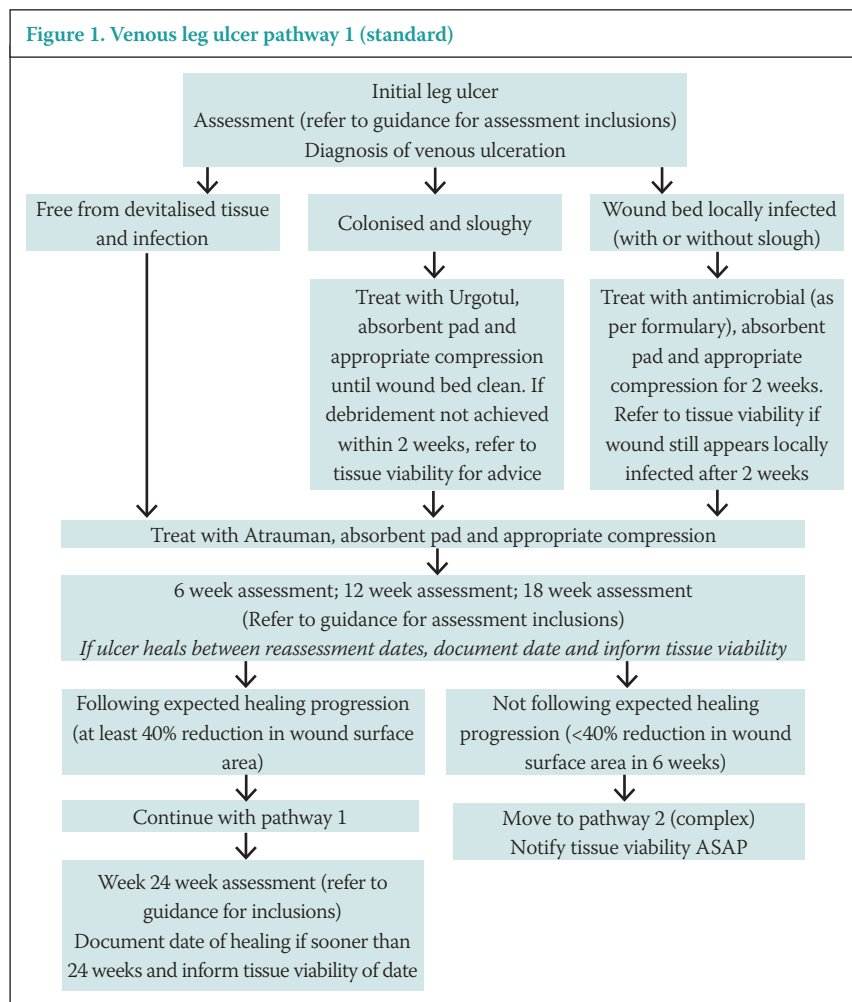 Figure 1. Venous leg ulcer pathway 1 (standard)
Initial leg ulcer
Assessment (refer to guidance for assessment inclusions)
Diagnosis of venous ulceration
Free from devitalised tissue
and infection
Colonised and sloughy
Wound bed locally infected
(with or without slough)
Treat with Urgotul,
absorbent pad and
appropriate compression
until wound bed clean. If
debridement not achieved
within 2 weeks, refer to
tissue viability for advice
Treat with antimicrobial (as
per formulary), absorbent
pad and appropriate
compression for 2 weeks.
Refer to tissue viability if
wound still appears locally
infected after 2 weeks
Treat with Atrauman, absorbent pad and appropriate compression
6 week assessment; 12 week assessment; 18 week assessment
(Refer to guidance for assessment inclusions)
If ulcer heals between reassessment dates, document date and inform tissue viability
Following expected healing progression
(at least 40% reduction in wound surface
area)
Not following expected healing
progression (<40% reduction in wound
surface area in 6 weeks)
Continue with pathway 1
Move to pathway 2 (complex)
Notify tissue viability ASAP
Week 24 week assessment (refer to
guidance for inclusions)
Document date of healing if sooner than
24 weeks and inform tissue viability of date